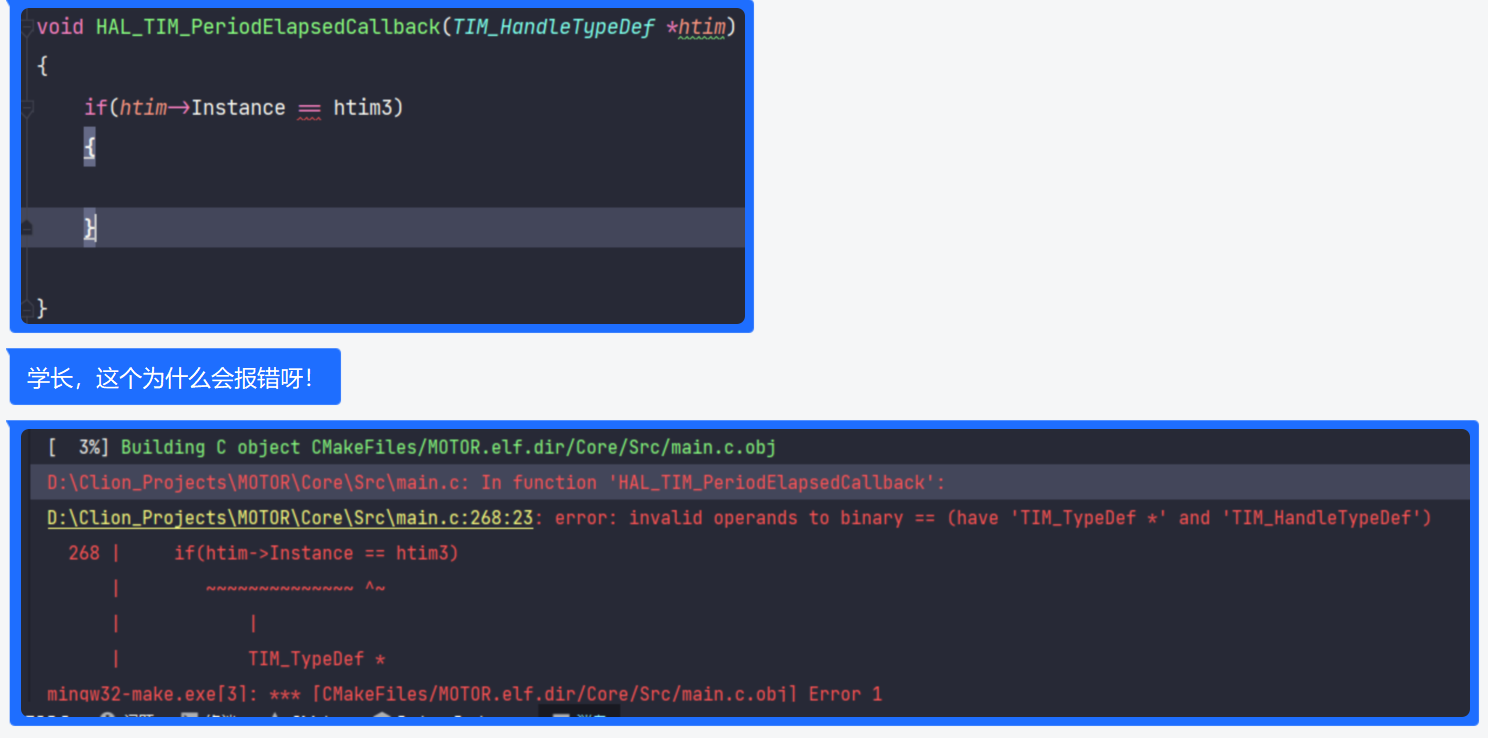 void HAL_TIM_PeriodElapsedCallback(TIM_HandleTypeDef *htim)
{
if(htim->Instance == htim3)
{
}
}
学长，这个为什么会报错呀！
[  3%] Building C object CMakeFiles/MOTOR.elf.dir/Core/Src/main.c.obj
D:\Clion_Projects\MOTOR\Core\Src\main.c: In function 'HAL_TIM_PeriodElapsedCallback':
D:\Clion_Projects\MOTOR\Core\Src\main.c:268:23: error: invalid operands to binary == (have 'TIM_TypeDef *' and 'TIM_HandleTypeDef')
268 |     if(htim->Instance == htim3)
|        ~~~~~~~~~~~~~~ ^~
|            |
|            TIM_TypeDef *
mingw32-make.exe[3]: *** [CMakeFiles/MOTOR.elf.dir/Core/Src/main.c.obj] Error 1